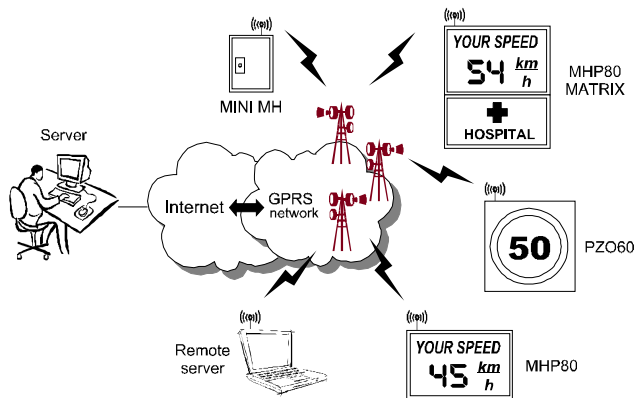 YOUR SPEED
54 km
h
MHP80
MATRIX
HOSPITAL
MINI MH
Server
Internet
GPRS
network
50
PZO60
Remote
server
YOUR SPEED
45 km
h
MHP80